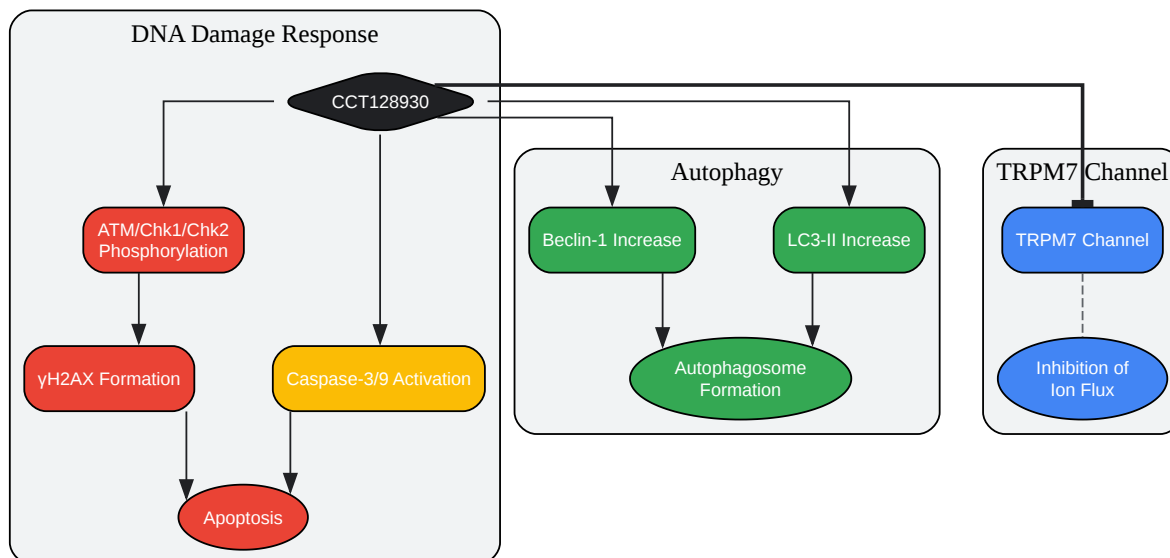 DNA Damage Response
CCT128930
ATM/Chk1/Chk2
Phosphorylation
γH2AX Formation
Caspase-3/9 Activation
Apoptosis
Autophagy
Beclin-1 Increase
LC3-II Increase
Autophagosome
Formation
TRPM7 Channel
TRPM7 Channel
Inhibition of
Ion Flux